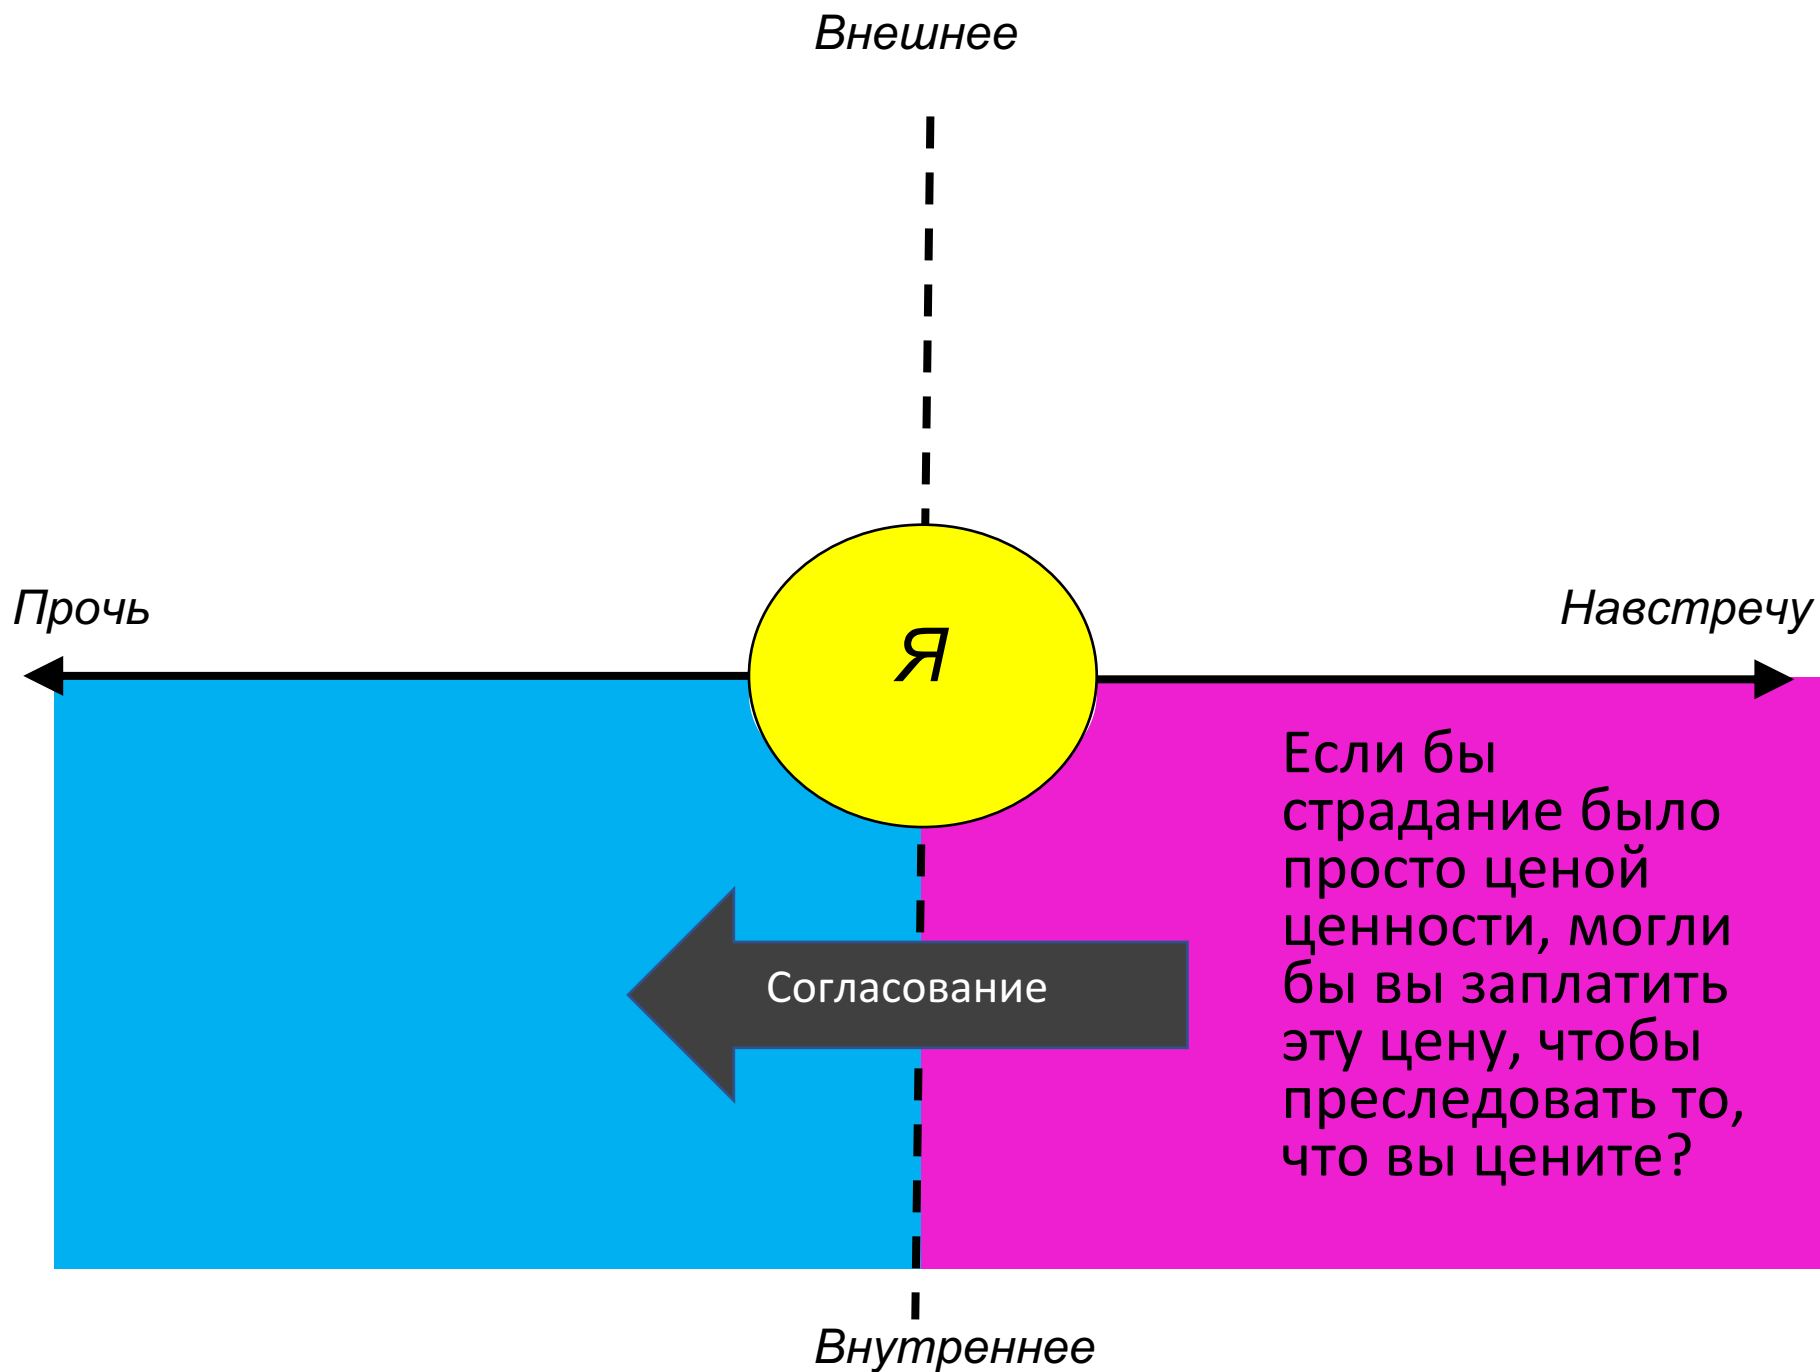 Внешнее
Прочь
Навстречу
Я
Если бы
страдание было
просто ценой
ценности, могли
бы вы заплатить
эту цену, чтобы
преследовать то,
что вы цените?
Согласование
Внутреннее